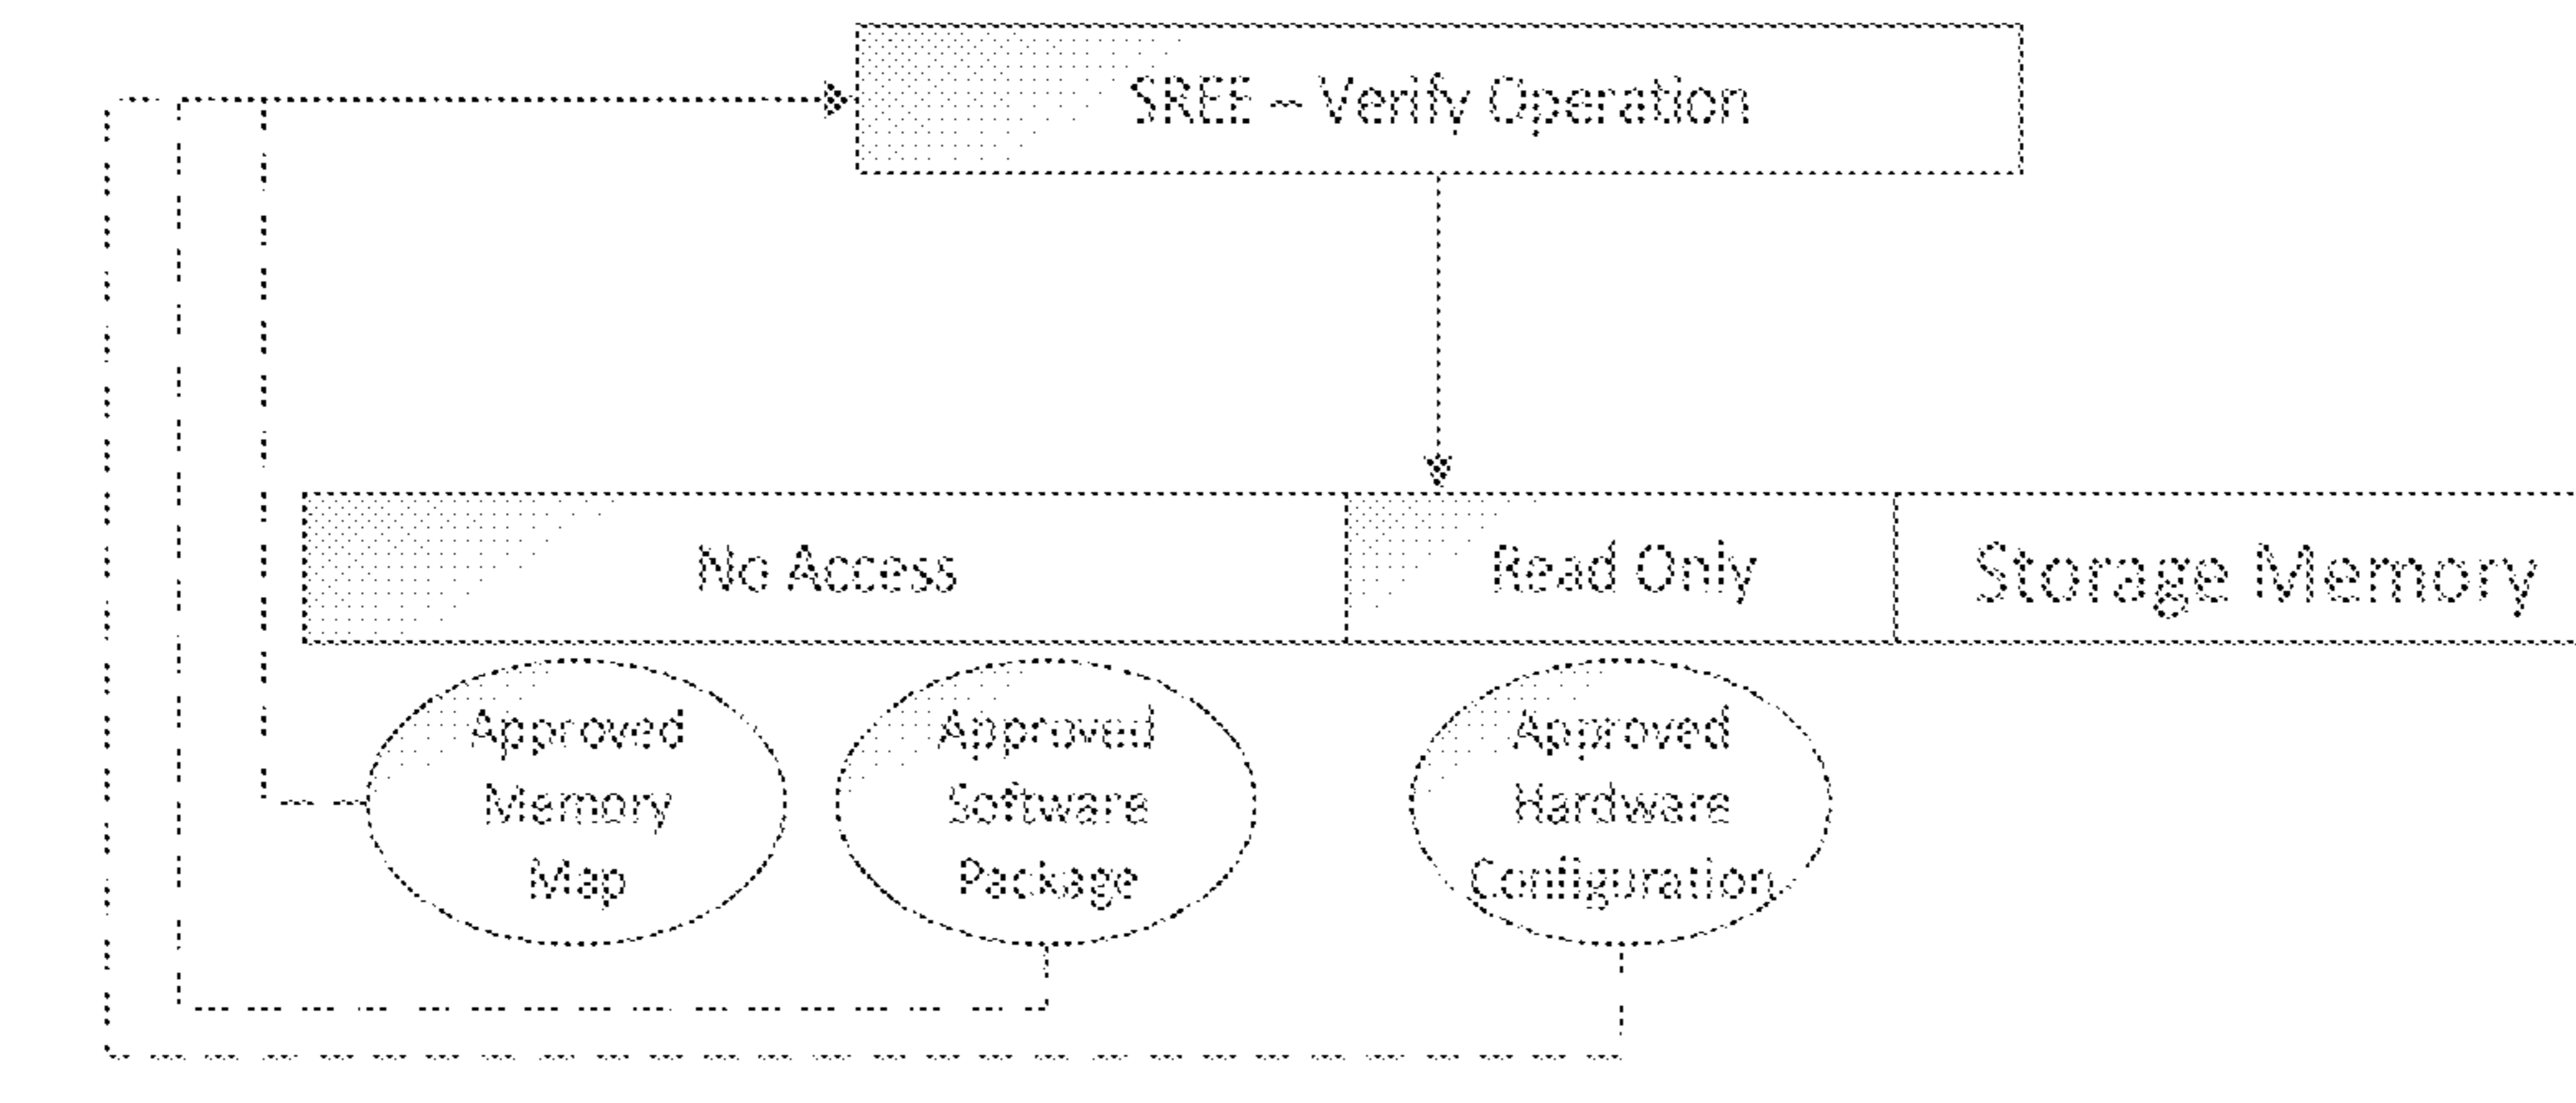 SREE – Verify Operation
No Access
Read Only
Storage Memory
Approved
Memory
Map
Approved
Software
Package
Approved
Hardware
Configuration